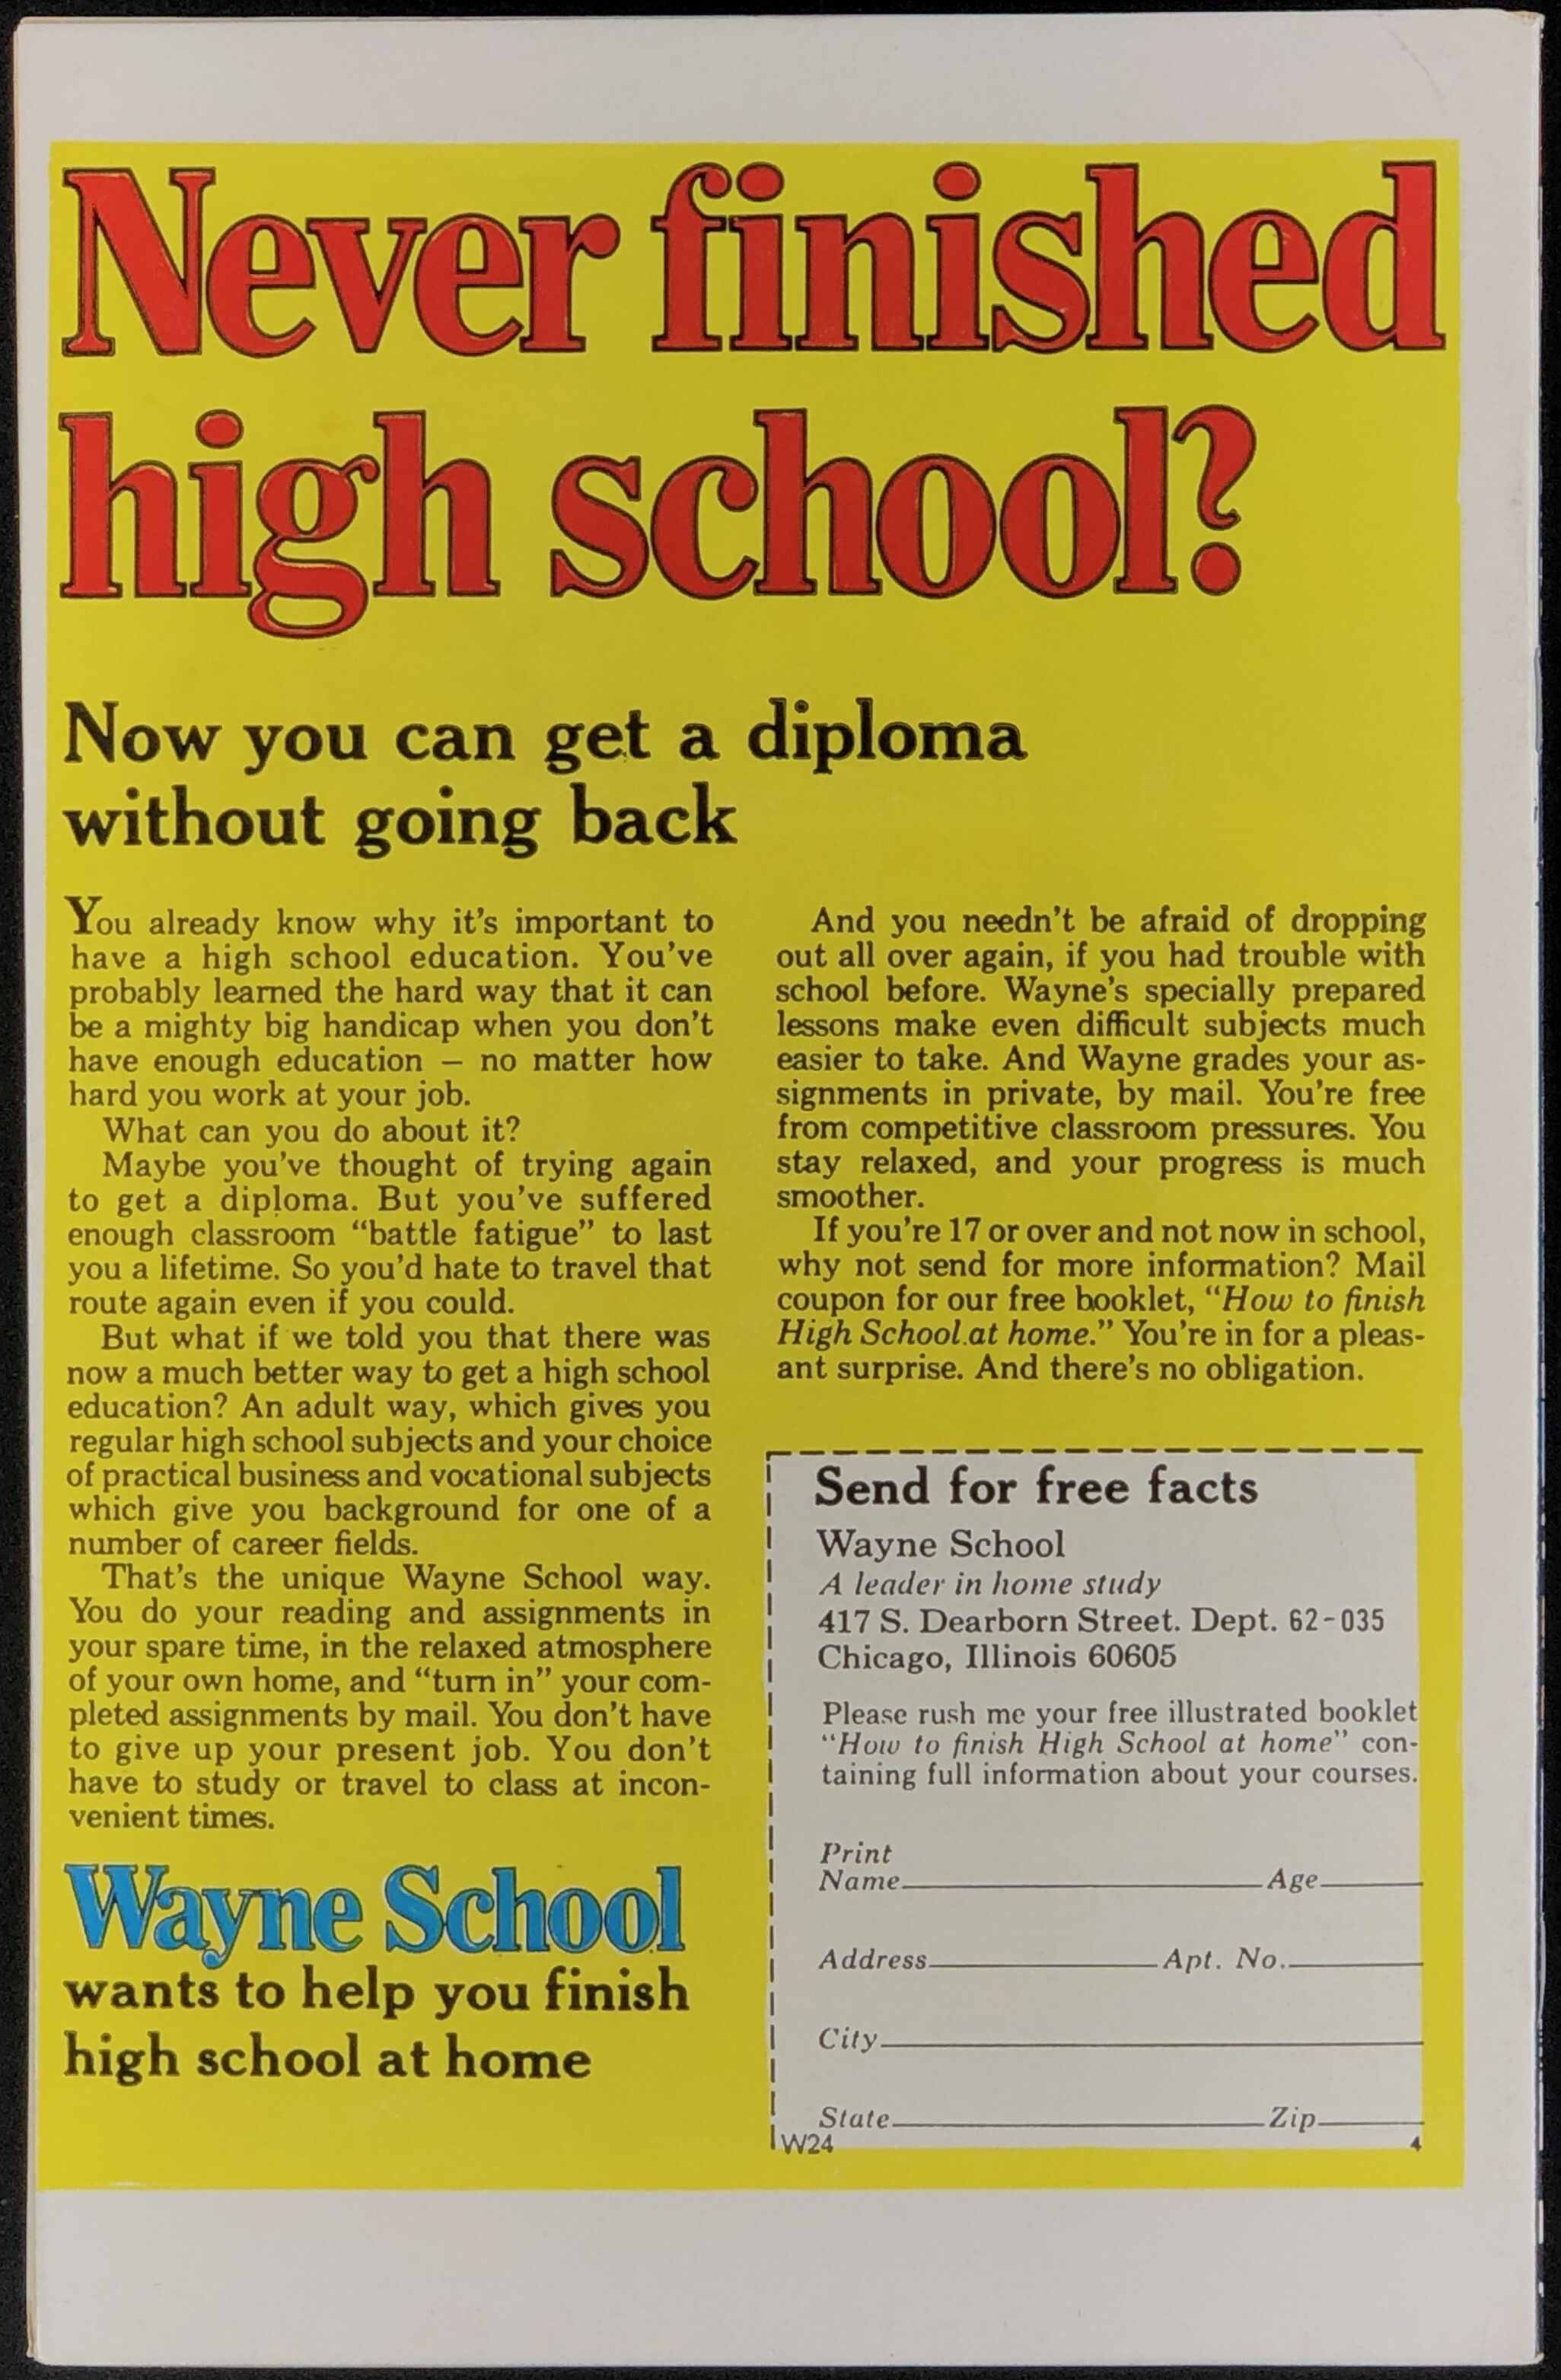 Never finished
high school?
Now you can get a diploma
without going back
You already know why it's important to
have a high school education. You've
probably learned the hard way that it can
be a mighty big handicap when you don't
have enough education – no matter how
hard you work at your job.
What can you do about it?
Maybe you've thought of trying again
to get a diploma. But you've suffered
enough classroom “battle fatigue” to last
you a lifetime. So you'd hate to travel that
route again even if you could.
But what if we told you that there was
now a much better way to get a high school
education? An adult way, which gives you
regular high school subjects and your choice
of practical business and vocational subjects
which give you background for one of a
number of career fields.
That's the unique Wayne School way.
You do your reading and assignments in
your spare time, in the relaxed atmosphere
of your own home, and “turn in” your com-
pleted assignments by mail. You don't have
to give up your present job. You don't
have to study or travel to class at incon-
venient times.
Wayne School
wants to help you finish
high school at home
And you needn't be afraid of dropping
out all over again, if you had trouble with
school before. Wayne's specially prepared
lessons make even difficult subjects much
easier to take. And Wayne grades your as-
signments in private, by mail. You're free
from competitive classroom pressures. You
stay relaxed, and your progress is much
smoother.
If you're 17 or over and not now in school,
why not send for more information? Mail
coupon for our free booklet, “How to finish
High School at home.” You're in for a pleas-
ant surprise. And there's no obligation.
Send for free facts
Wayne School
A leader in home study
417 S. Dearborn Street. Dept. 62-035
Chicago, Illinois 60605
Please rush me your free illustrated booklet
“How to finish High School at home” con-
taining full information about your courses.
Print
Name Age
Address Apt. No.
City
State Zip
W24 4